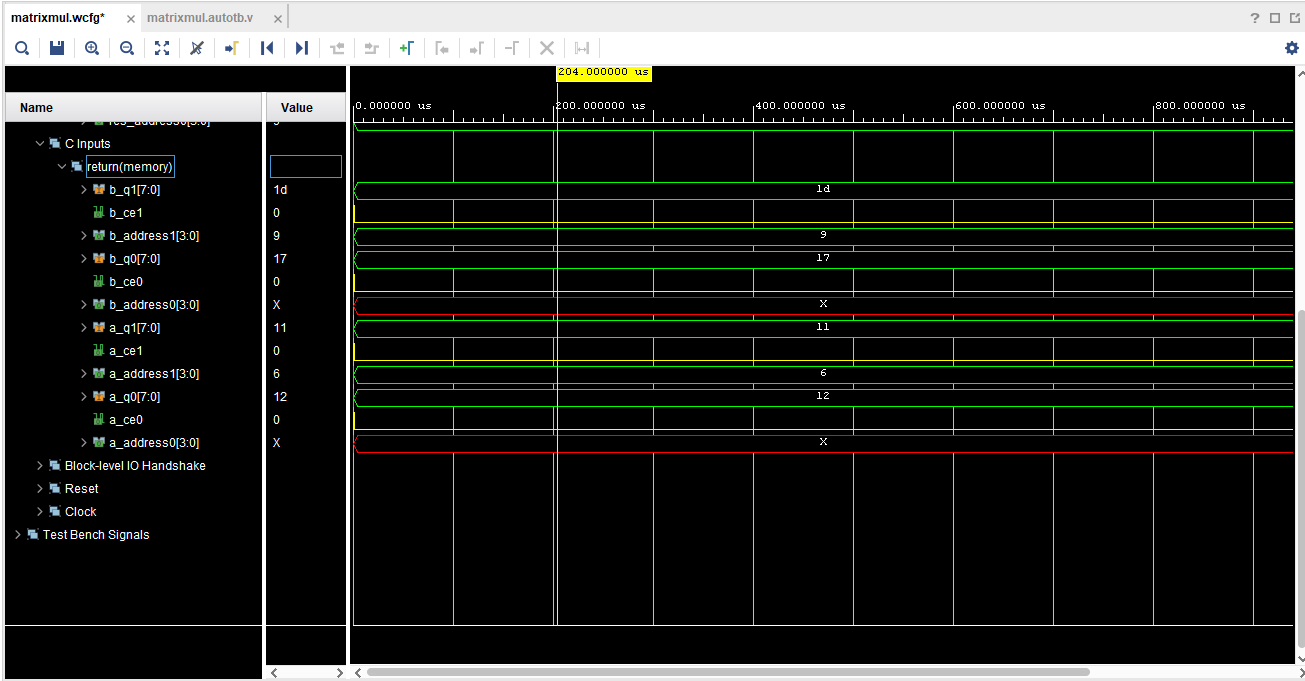 matrixmul.wcfg* × matrixmul.autotb.v ×
204.000000 us
Name Value
0.000000 us 200.000000 us 400.000000 us 600.000000 us 800.000000 us
res_address0[3:0] 9
C Inputs
return(memory)
b_q1[7:0] 1d 1d
b_ce1 0
b_address1[3:0] 9 9
b_q0[7:0] 17 17
b_ce0 0
b_address0[3:0] X X
a_q1[7:0] 11 11
a_ce1 0
a_address1[3:0] 6 6
a_q0[7:0] 12 12
a_ce0 0
a_address0[3:0] X X
Block-level IO Handshake
Reset
Clock
Test Bench Signals